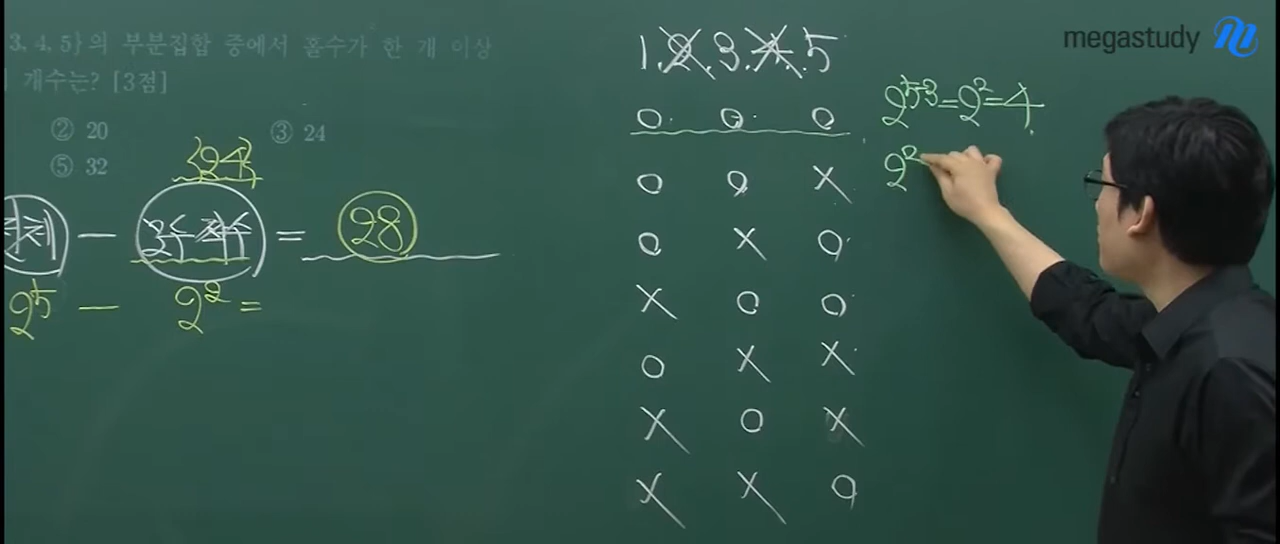 megastudy
3, 4, 5}의 부분집합 중에서 홀수가 한 개 이상
개수는? [3점]
② 20
③ 24
⑤ 32
{2,4}
전체 - 짝수 = 28
2⁵ - 2² =
1. 2. 3. 4. 5
o o o
o o x
o x o
x o o
o x x
x o x
x x o
2⁵⁻³=2²=4
2²